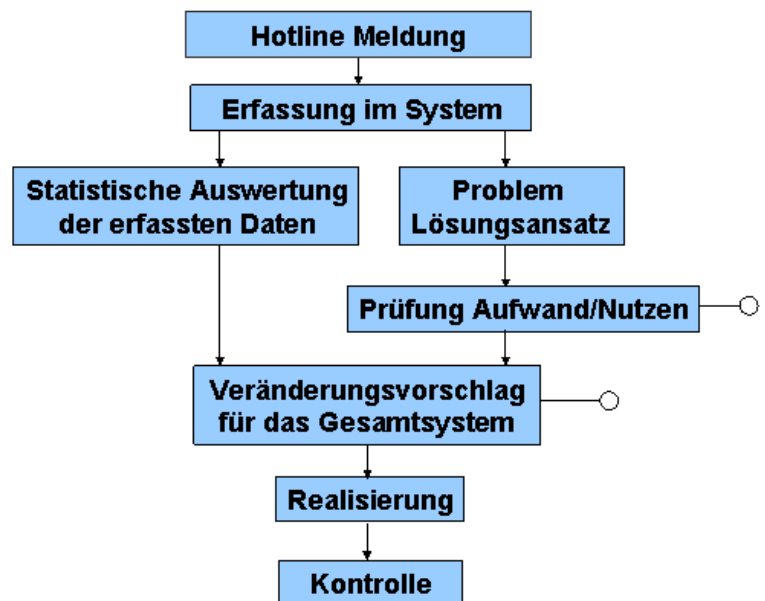 Hotline Meldung
Erfassung im System
Statistische Auswertung
der erfassten Daten
Problem
Lösungsansatz
Prüfung Aufwand/Nutzen
Veränderungsvorschlag
für das Gesamtsystem
Realisierung
Kontrolle